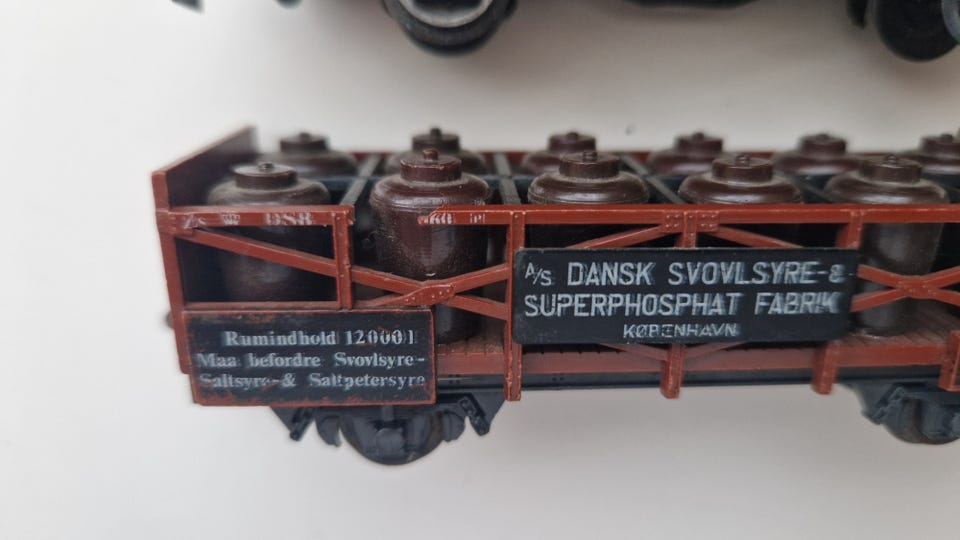 DSB
A/S DANSK SVOVLSYRE-&
SUPERPHOSPHAT FABRIK
KØBENHAVN
Rumindhold 12000 l
Maa befordre Svovlsyre-
Saltsyre-& Saltpetersyre